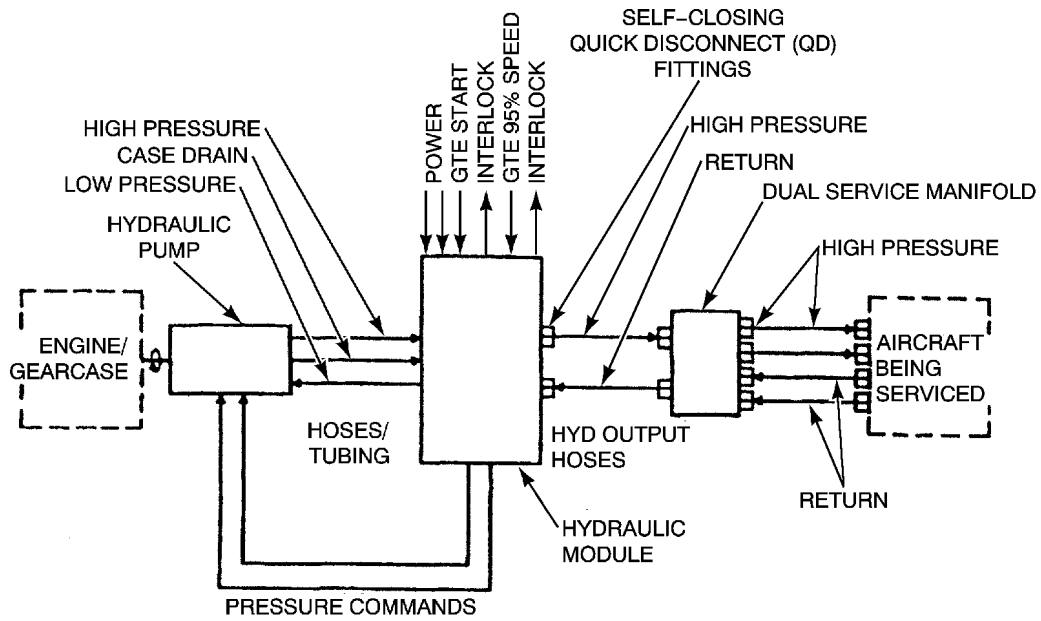 SELF-CLOSING
QUICK DISCONNECT (QD)
FITTINGS
POWER
GTE START
INTERLOCK
GTE 95% SPEED
INTERLOCK
HIGH PRESSURE
CASE DRAIN
LOW PRESSURE
HYDRAULIC
PUMP
HIGH PRESSURE
RETURN
DUAL SERVICE MANIFOLD
HIGH PRESSURE
ENGINE/
GEARCASE
AIRCRAFT
BEING
SERVICED
HOSES/
TUBING
HYD OUTPUT
HOSES
RETURN
HYDRAULIC
MODULE
PRESSURE COMMANDS